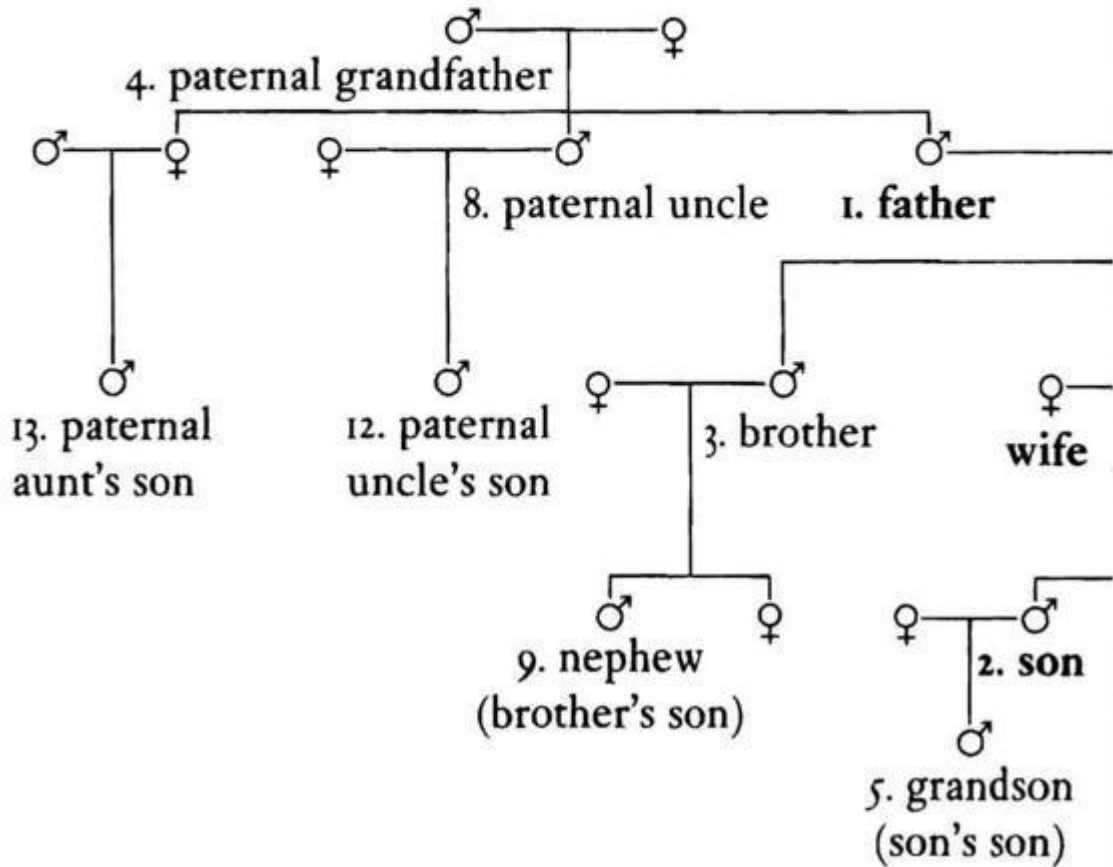 4. paternal grandfather
8. paternal uncle
1. father
13. paternal
aunt's son
12. paternal
uncle's son
3. brother
wife
9. nephew
(brother's son)
2. son
5. grandson
(son's son)